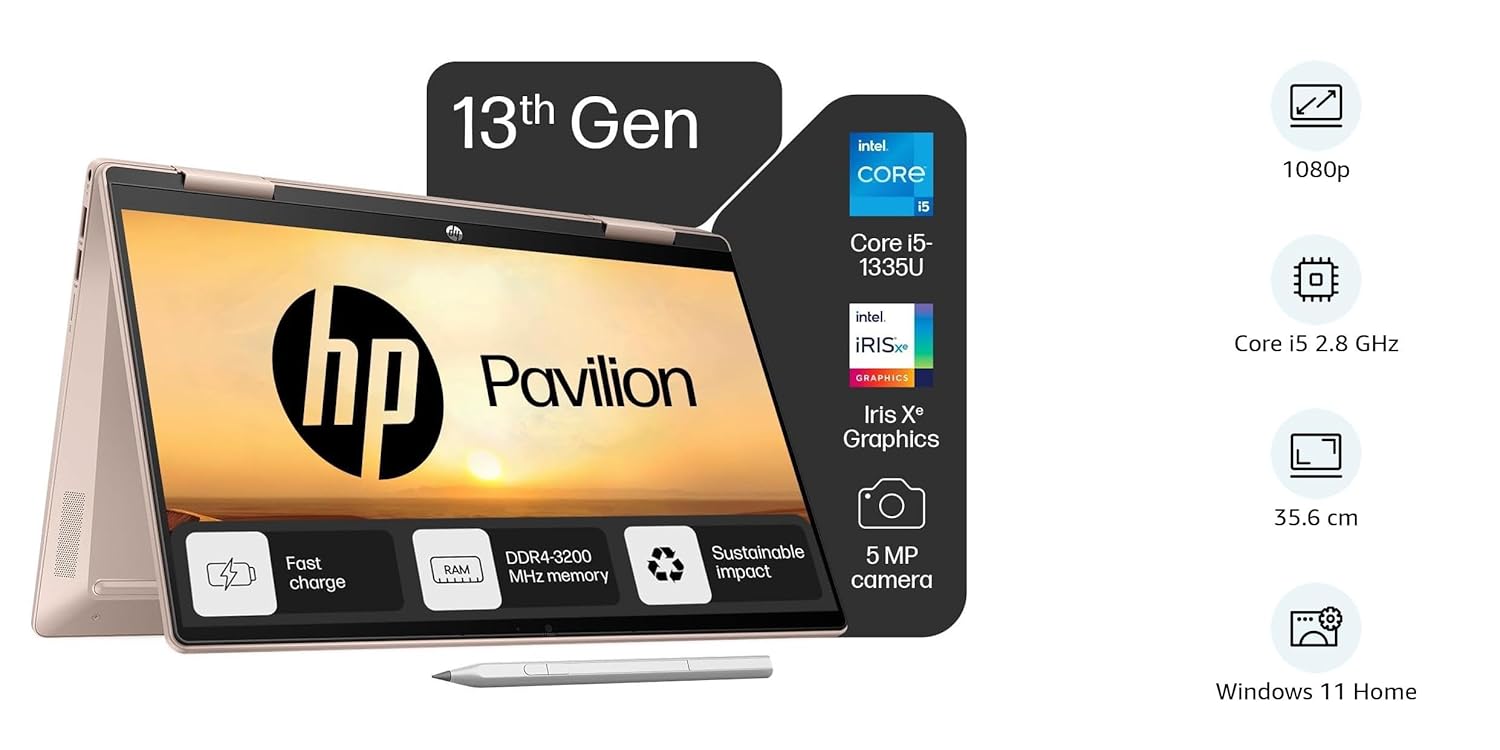 13th Gen
intel.
CORE
i5
Core i5-
1335U
intel.
iRISxe
GRAPHICS
Iris Xe
Graphics
5 MP
camera
hp
hp
Pavilion
Fast
charge
RAM
DDR4-3200
MHz memory
Sustainable
impact
1080p
Core i5 2.8 GHz
35.6 cm
Windows 11 Home